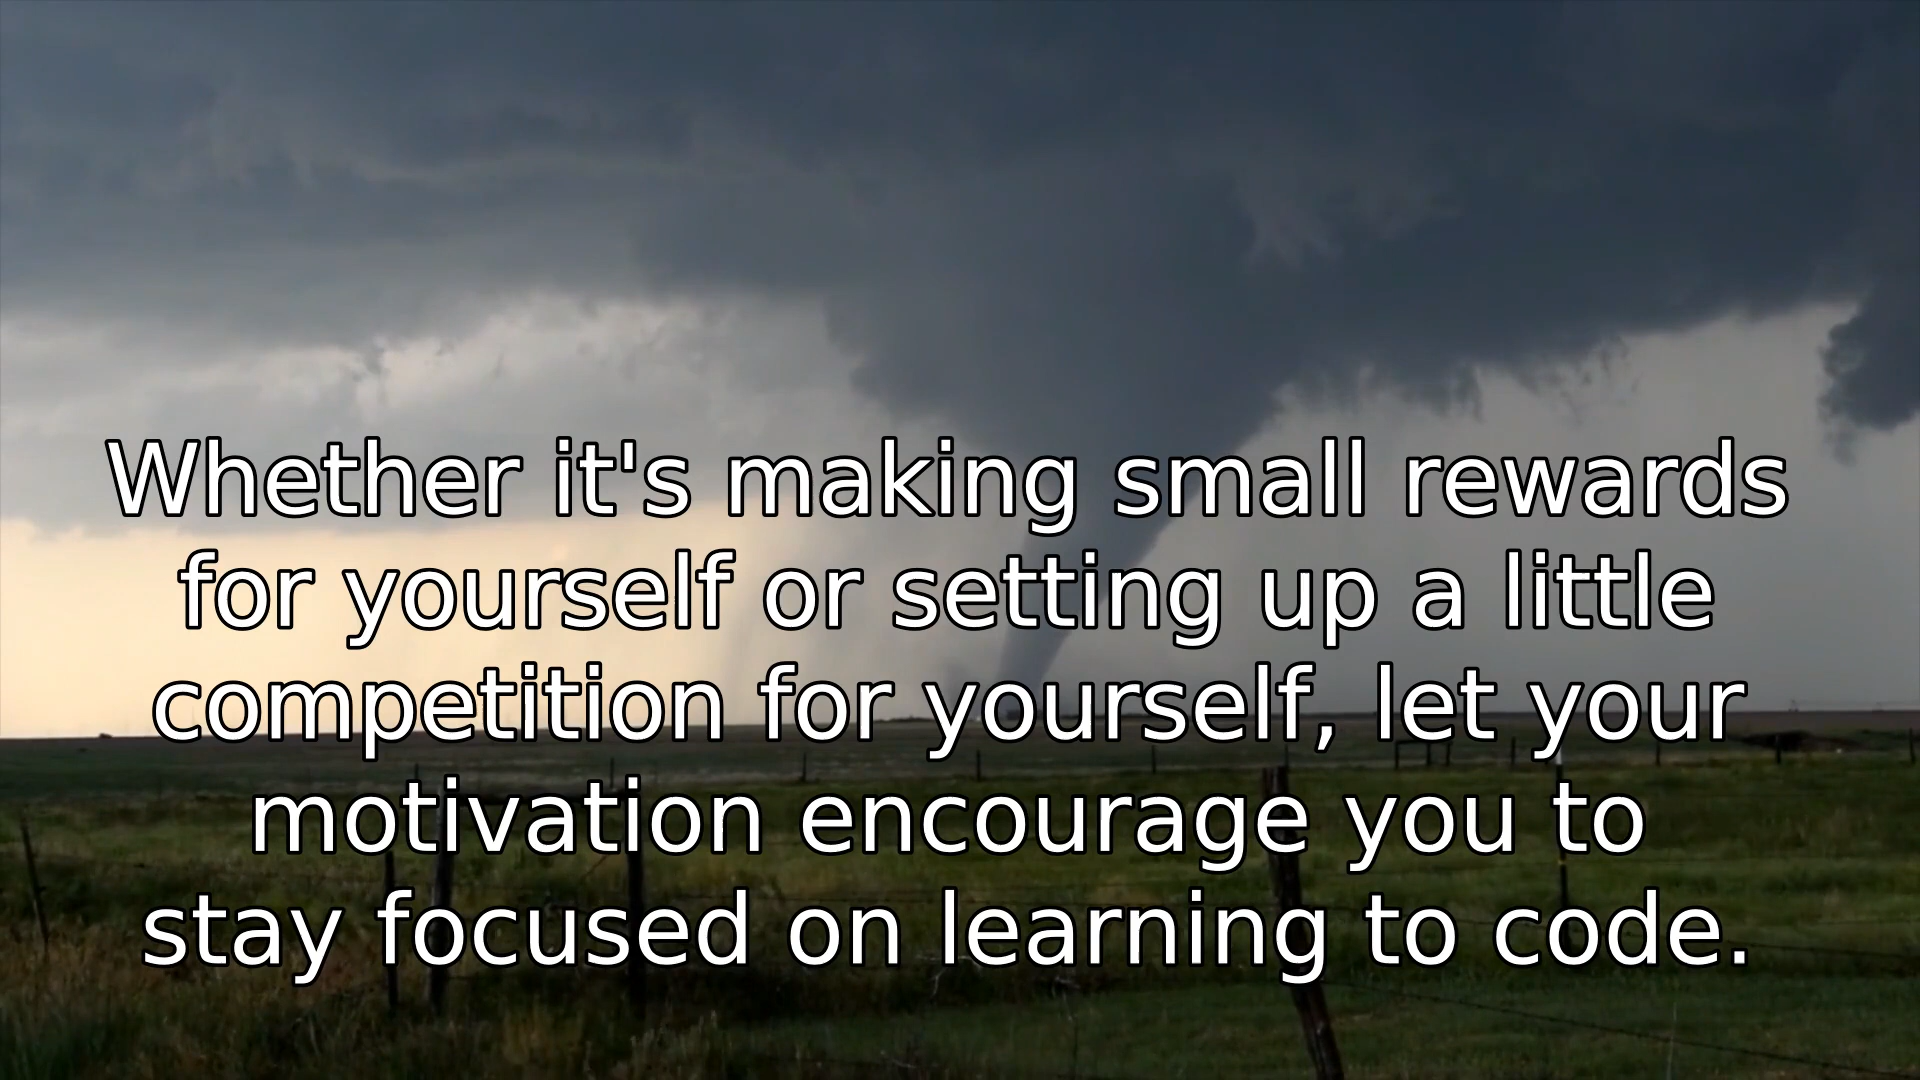 Whether it's making small rewards
for yourself or setting up a little
competition for yourself, let your
motivation encourage you to
stay focused on learning to code.